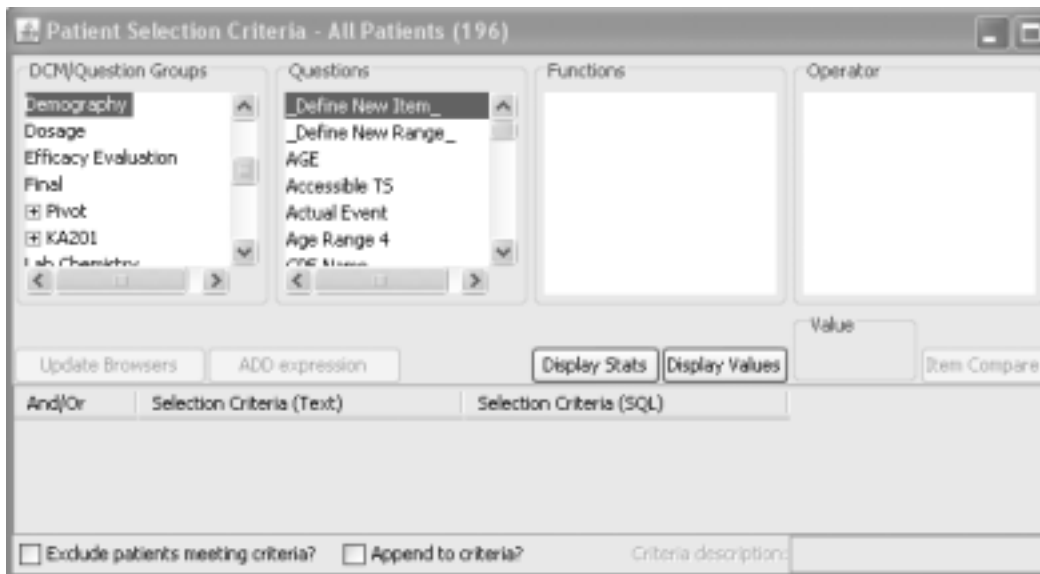 Patient Selection Criteria - All Patients (196)
DCM/Question Groups
Demography
Dosage
Efficacy Evaluation
Final
Pivot
KA201
Lab Chemistry
Questions
_Define New Item_
_Define New Range_
AGE
Accessible TS
Actual Event
Age Range 4
Name
Functions
Operator
Value
Update Browsers
ADD expression
Display Stats
Display Values
Item Compare
And/Or
Selection Criteria (Text)
Selection Criteria (SQL)
Exclude patients meeting criteria?
Append to criteria?
Criteria description: